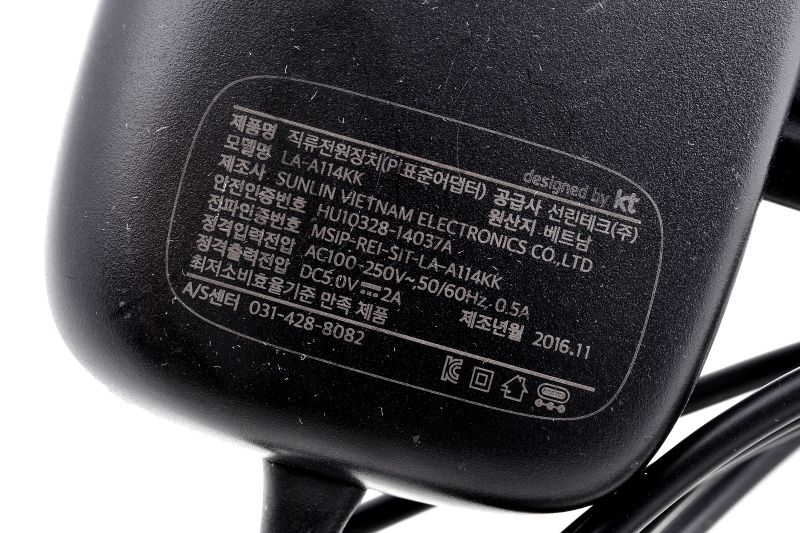 designed by kt
제품명 직류전원장치(PI표준어댑터) 공급사 선린테크(주)
모델명 LA-A114KK 원산지 베트남
제조사 SUNLIN VIETNAM ELECTRONICS CO.,LTD
안전인증번호 HU10328-14037A
전파인증번호 MSIP-REI-SIT-LA-A114KK
정격입력전압 AC100-250V~,50/60Hz, 0.5A
정격출력전압 DC5.0V⎓2A 제조년월 2016.11
최저소비효율기준 만족 제품
A/S센터 031-428-8082